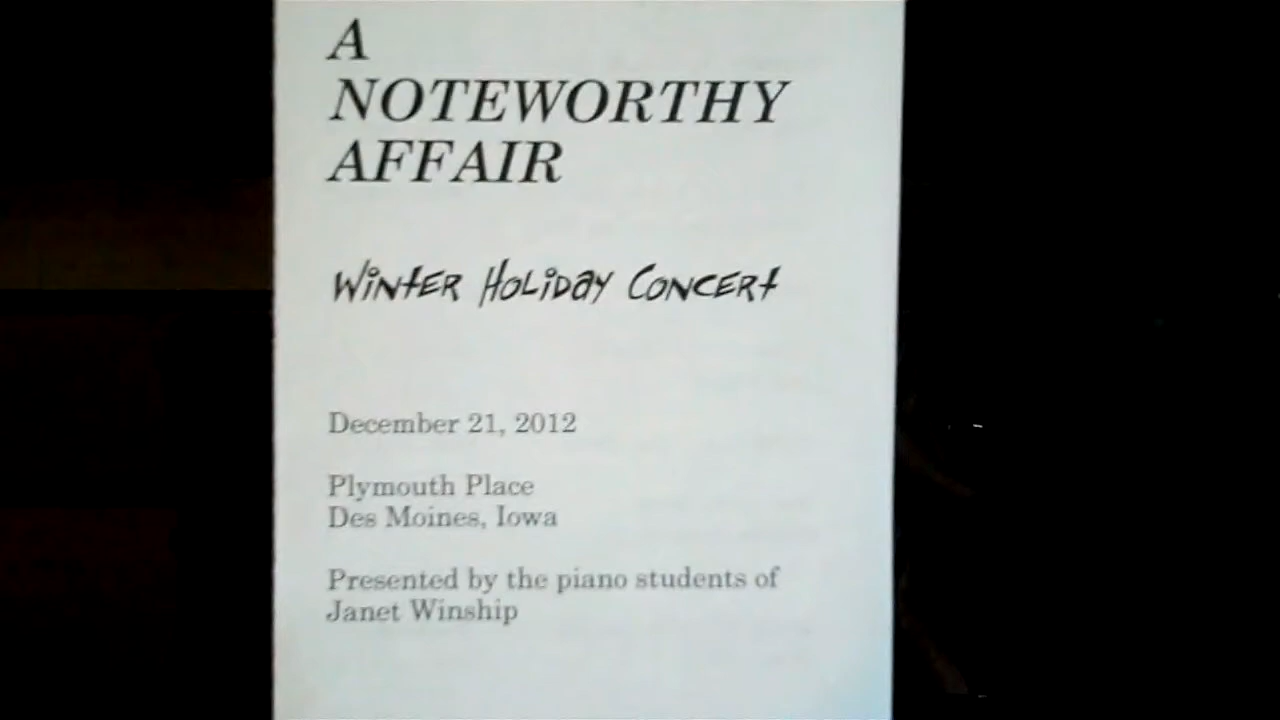 A
NOTEWORTHY
AFFAIR
WiNtER HOLiDaY CONCERt
December 21, 2012
Plymouth Place
Des Moines, Iowa
Presented by the piano students of
Janet Winship